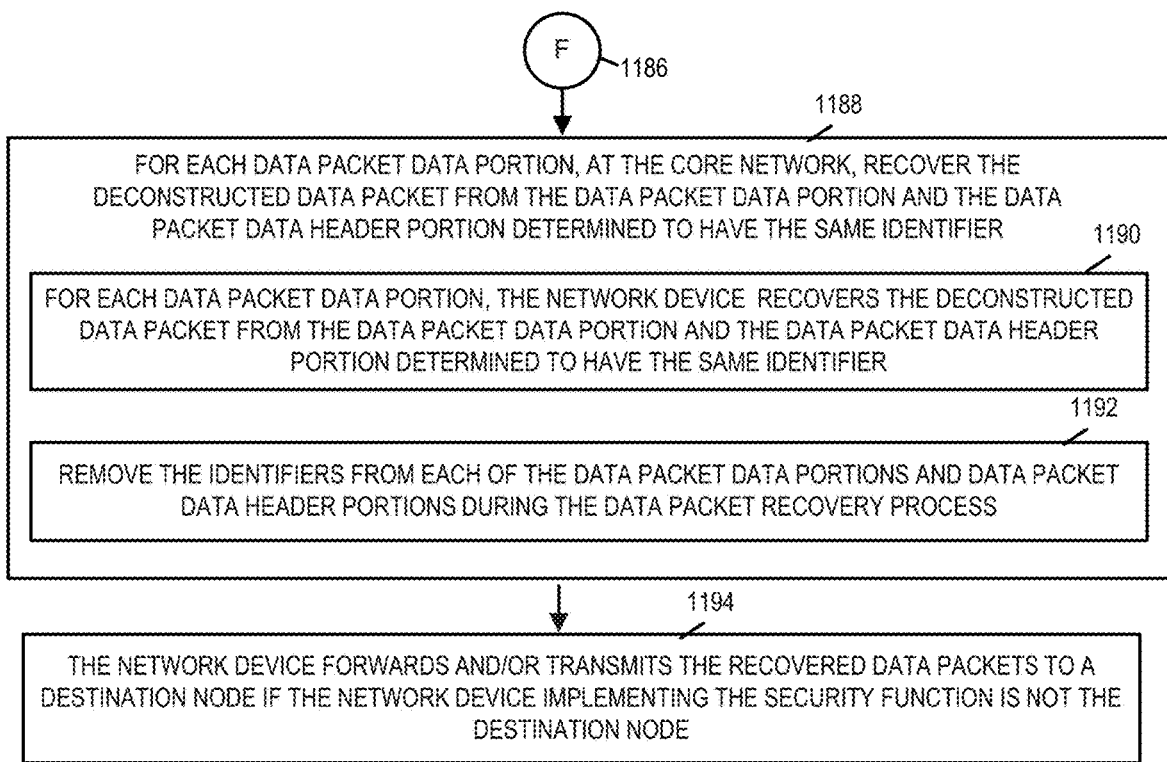 F
1186
1188
FOR EACH DATA PACKET DATA PORTION, AT THE CORE NETWORK, RECOVER THE
DECONSTRUCTED DATA PACKET FROM THE DATA PACKET DATA PORTION AND THE DATA
PACKET DATA HEADER PORTION DETERMINED TO HAVE THE SAME IDENTIFIER
1190
FOR EACH DATA PACKET DATA PORTION, THE NETWORK DEVICE RECOVERS THE DECONSTRUCTED
DATA PACKET FROM THE DATA PACKET DATA PORTION AND THE DATA PACKET DATA HEADER
PORTION DETERMINED TO HAVE THE SAME IDENTIFIER
1192
REMOVE THE IDENTIFIERS FROM EACH OF THE DATA PACKET DATA PORTIONS AND DATA PACKET
DATA HEADER PORTIONS DURING THE DATA PACKET RECOVERY PROCESS
1194
THE NETWORK DEVICE FORWARDS AND/OR TRANSMITS THE RECOVERED DATA PACKETS TO A
DESTINATION NODE IF THE NETWORK DEVICE IMPLEMENTING THE SECURITY FUNCTION IS NOT THE
DESTINATION NODE